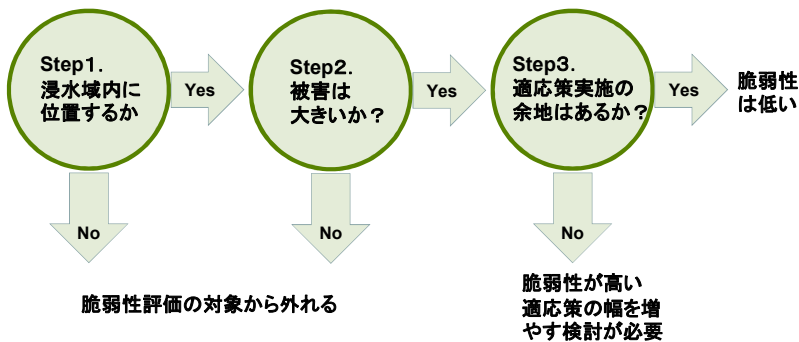 Step1.
浸水域内に
位置するか
Yes
Step2.
被害は
大きいか？
Yes
Step3.
適応策実施の
余地はあるか？
Yes
脆弱性
は低い
No
No
No
脆弱性評価の対象から外れる
脆弱性が高い
適応策の幅を増
やす検討が必要